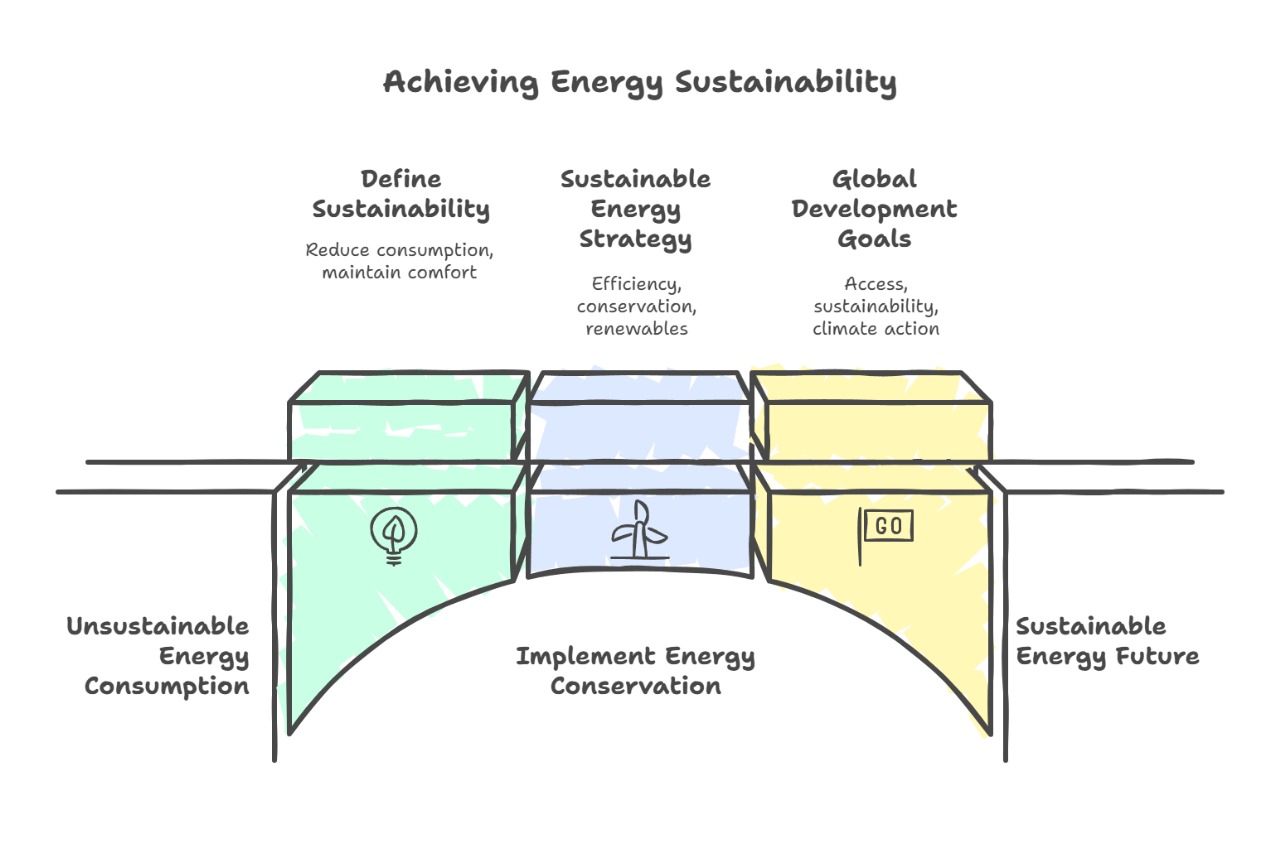 Achieving Energy Sustainability
Define
Sustainability
Reduce consumption,
maintain comfort
Sustainable
Energy
Strategy
Efficiency,
conservation,
renewables
Global
Development
Goals
Access,
sustainability,
climate action
GO
Unsustainable
Energy
Consumption
Implement Energy
Conservation
Sustainable
Energy Future